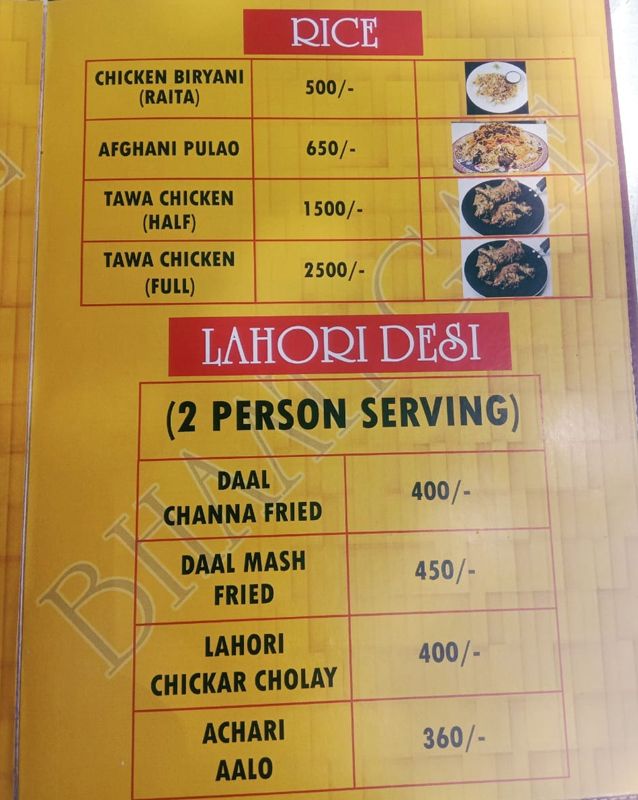 RICE
CHICKEN BIRYANI
(RAITA)
500/-
AFGHANI PULAO
650/-
TAWA CHICKEN
(HALF)
1500/-
TAWA CHICKEN
(FULL)
2500/-
LAHORI DESI
(2 PERSON SERVING)
DAAL
CHANNA FRIED
400/-
DAAL MASH
FRIED
450/-
LAHORI
CHICKAR CHOLAY
400/-
ACHARI
AALO
360/-